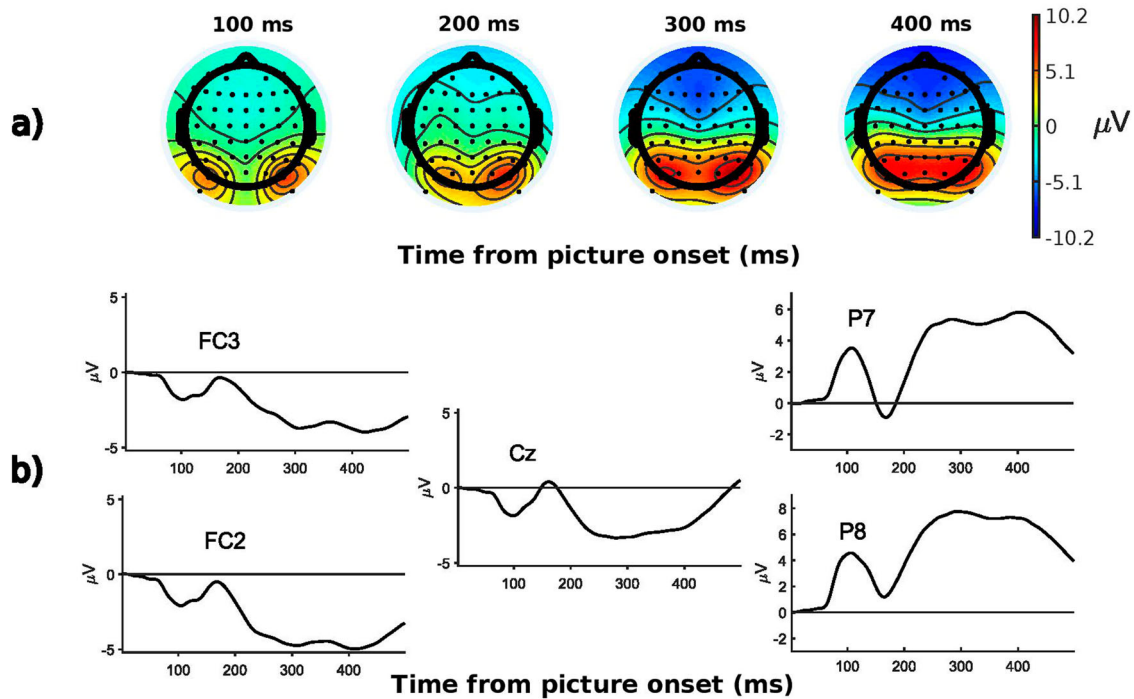 100 ms 200 ms 300 ms 400 ms
a)
10.2
5.1
0
-5.1
-10.2
μV
Time from picture onset (ms)
b)
FC3
μV
5
0
-5
100 200 300 400
FC2
μV
5
0
-5
100 200 300 400
Cz
μV
5
0
-5
100 200 300 400
P7
μV
6
4
2
0
-2
100 200 300 400
P8
μV
8
6
4
2
0
-2
100 200 300 400
Time from picture onset (ms)